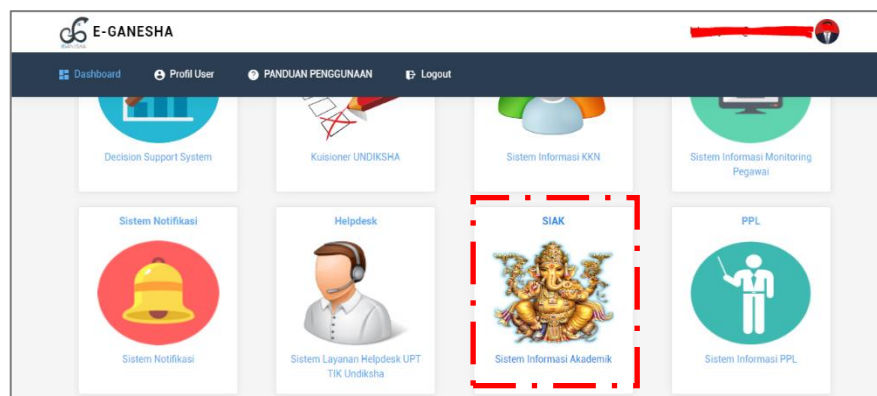 E-GANESHA
Dashboard
Profil User
PANDUAN PENGGUNAAN
Logout
Decision Support System
Kuisioner UNDIKSHA
Sistem Informasi KKN
Sistem Informasi Monitoring
Pegawai
Sistem Notifikasi
Helpdesk
SIAK
PPL
Sistem Notifikasi
Sistem Layanan Helpdesk UPT
TIK Undiksha
Sistem Informasi Akademik
Sistem Informasi PPL